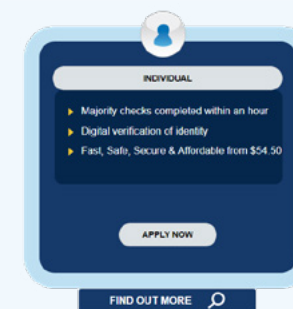 INDIVIDUAL
Majority checks completed within an hour
Digital verification of identity
Fast, Safe, Secure & Affordable from $54.50
APPLY NOW
FIND OUT MORE